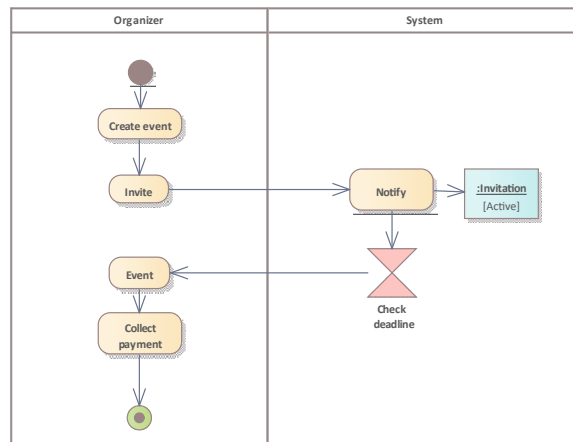 Organizer
System
Create event
Invite
Notify
:Invitation
[Active]
Event
Check
deadline
Collect
payment